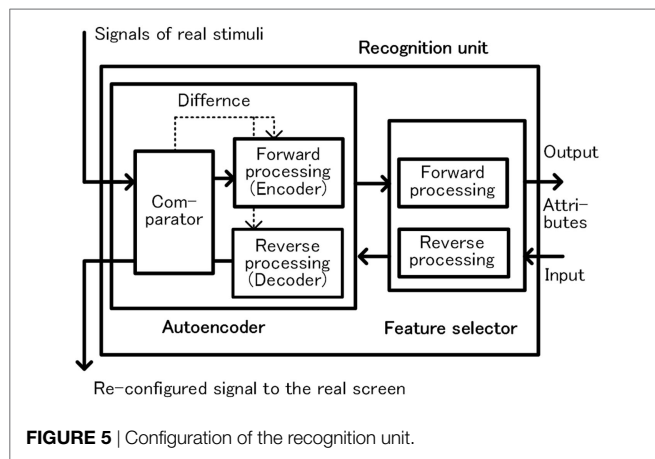 Signals of real stimuli
Recognition unit
Differnce
Forward
processing
(Encoder)
Com-
parator
Reverse
processing
(Decoder)
Autoencoder
Forward
processing
Reverse
processing
Feature selector
Output
Attri-
butes
Input
Re-configured signal to the real screen
FIGURE 5 | Configuration of the recognition unit.